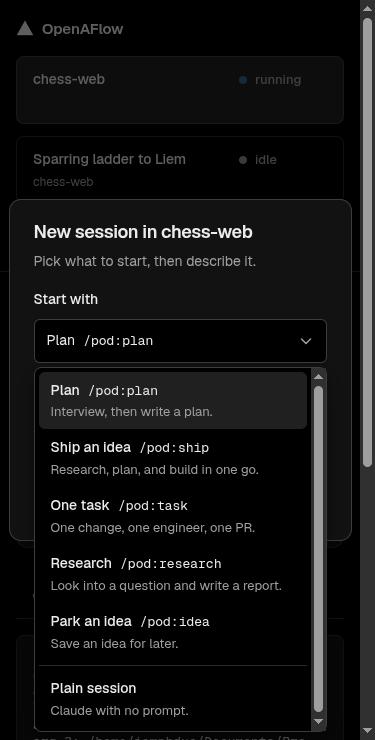 OpenAFlow
chess-web
running
Sparring ladder to Liem
idle
chess-web
New session in chess-web
Pick what to start, then describe it.
Start with
Plan /pod:plan
Plan /pod:plan
Interview, then write a plan.
Ship an idea /pod:ship
Research, plan, and build in one go.
One task /pod:task
One change, one engineer, one PR.
Research /pod:research
Look into a question and write a report.
Park an idea /pod:idea
Save an idea for later.
Plain session
Claude with no prompt.